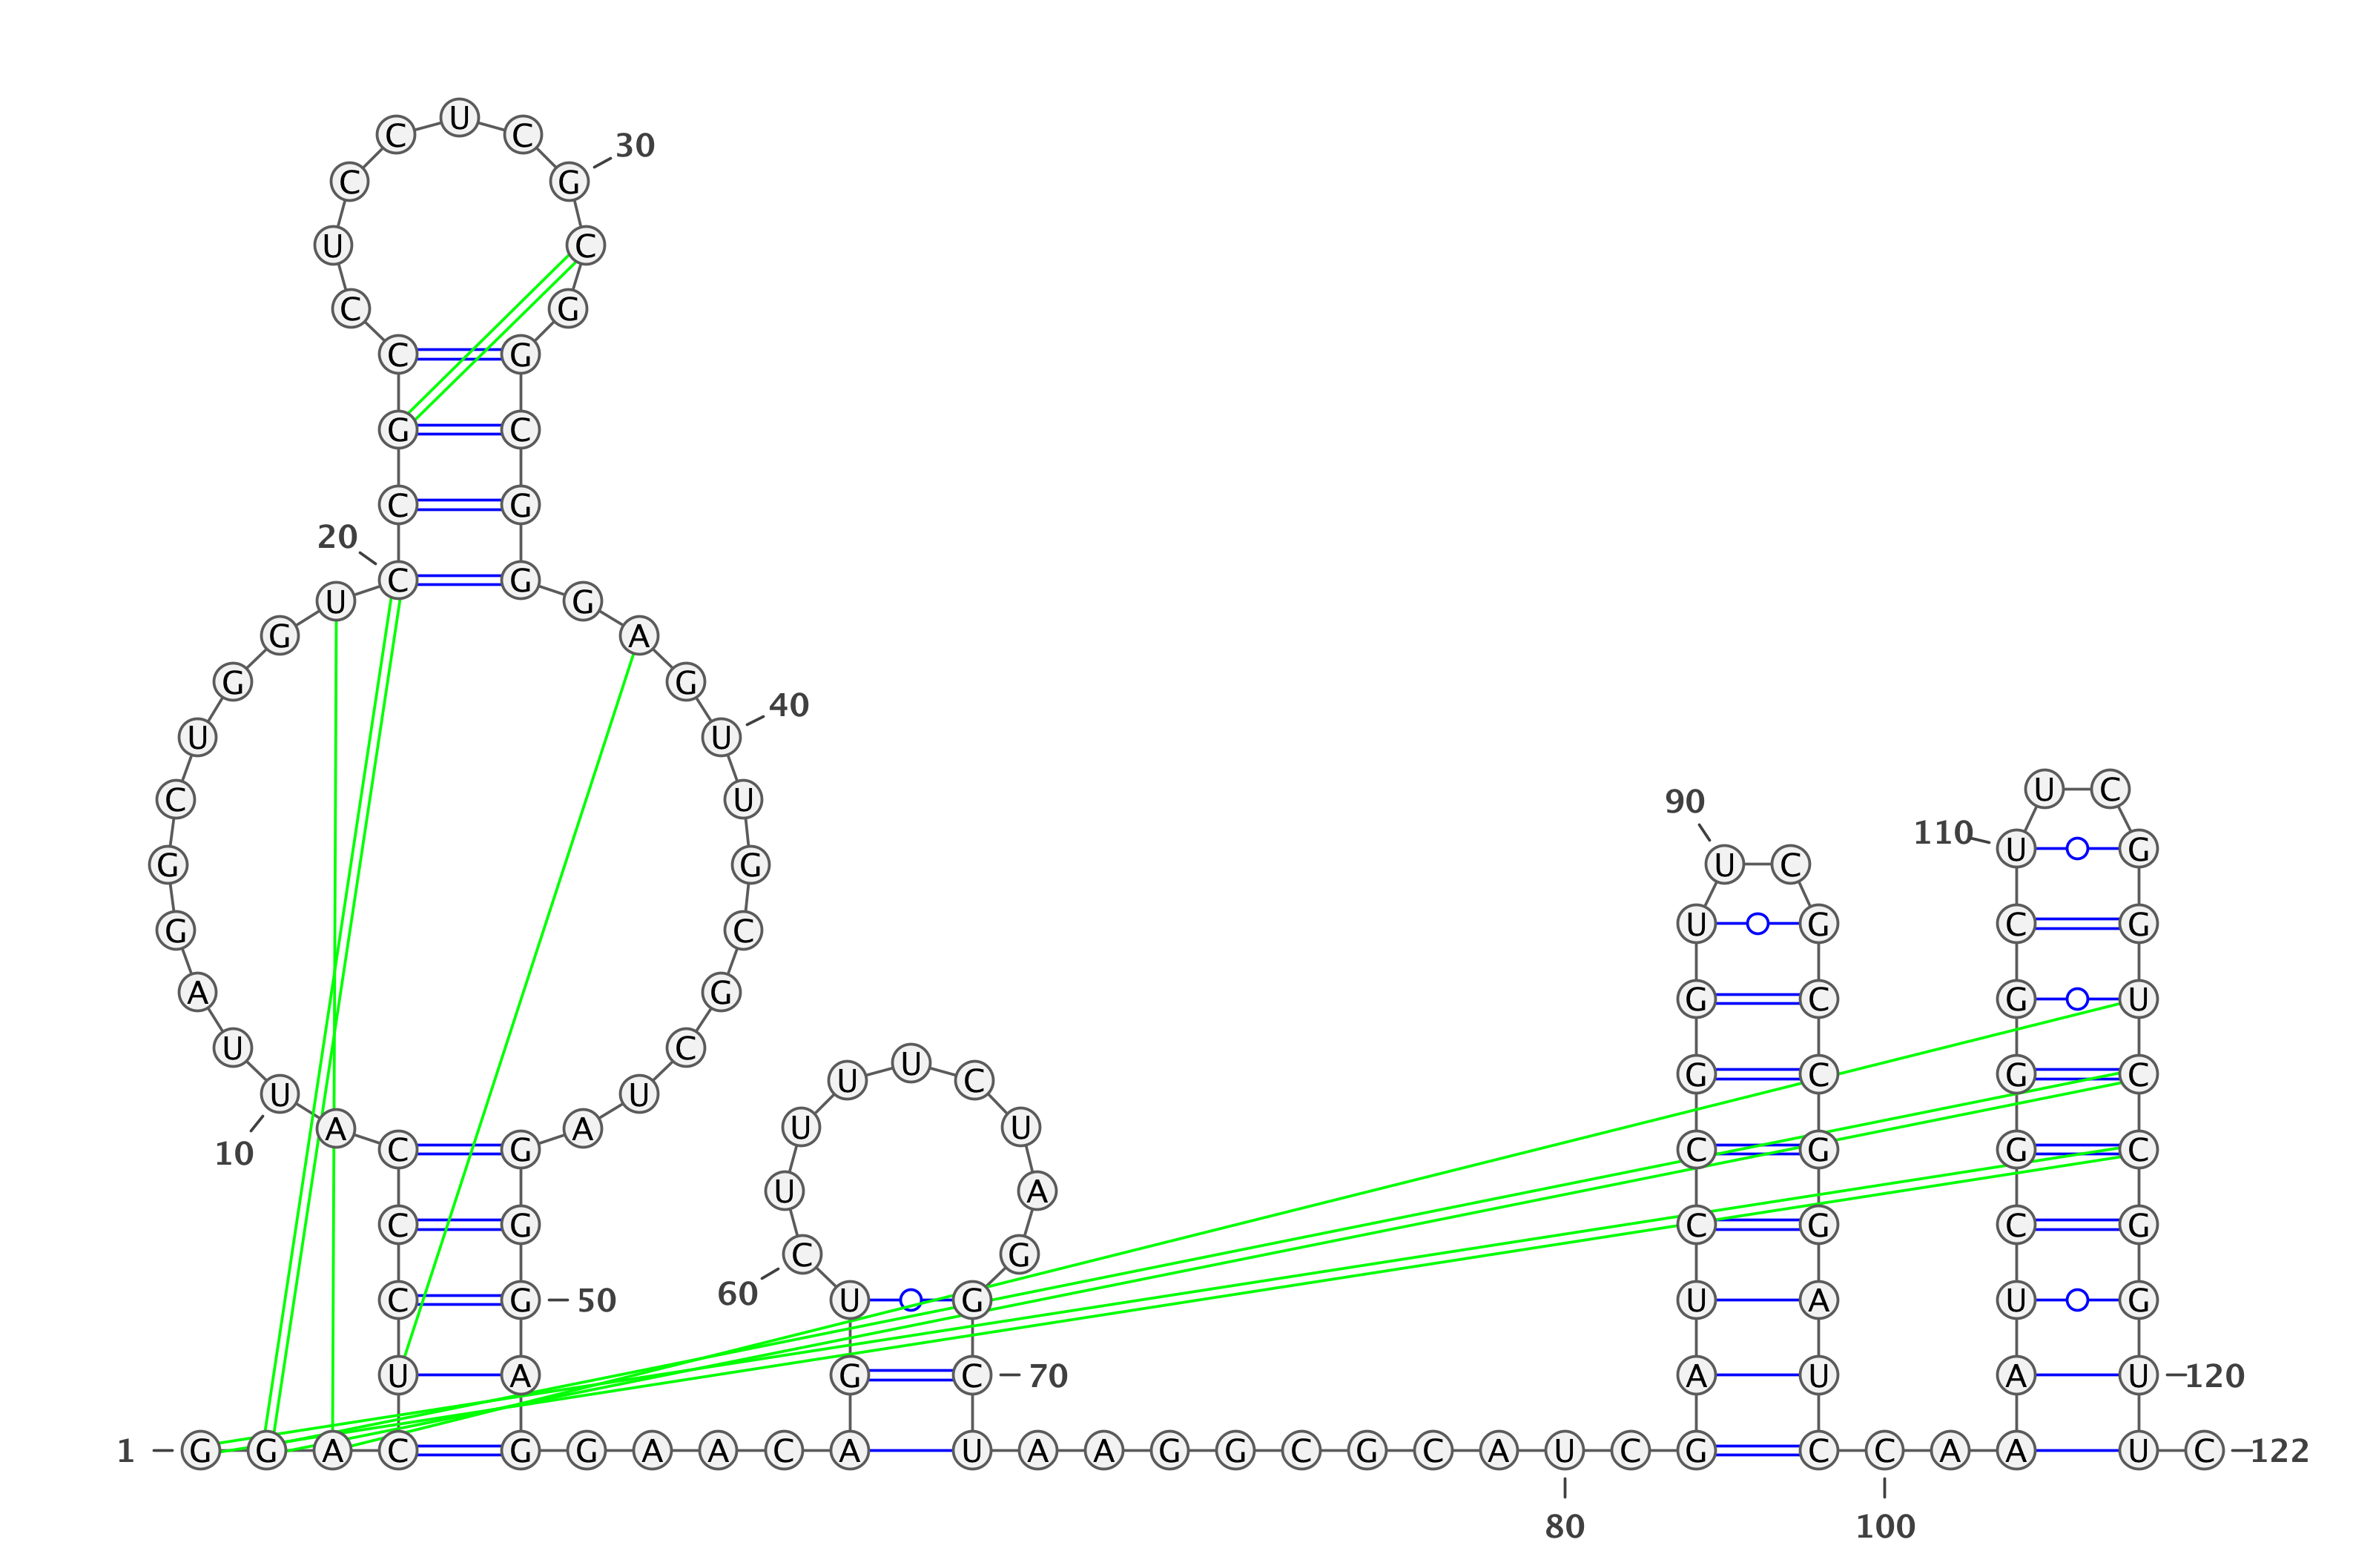 U
C C
30
C G
U C
C G
C G
G C
C G
20
C G
U G
G A
G G
40
U U
U C
C U
90
110
U G
G G U C
G C U G C G
A G G C G U
U C
U
U C
G C G C
U U
A A U U
C G C G G C
10
U A
C G C G C G
C G
60
C G 50 U G U A U G
U A G C 70 A U A U 120
1 G G A C G G A A C A U A A G G C G C A U C G C C A A U C 122
80 100